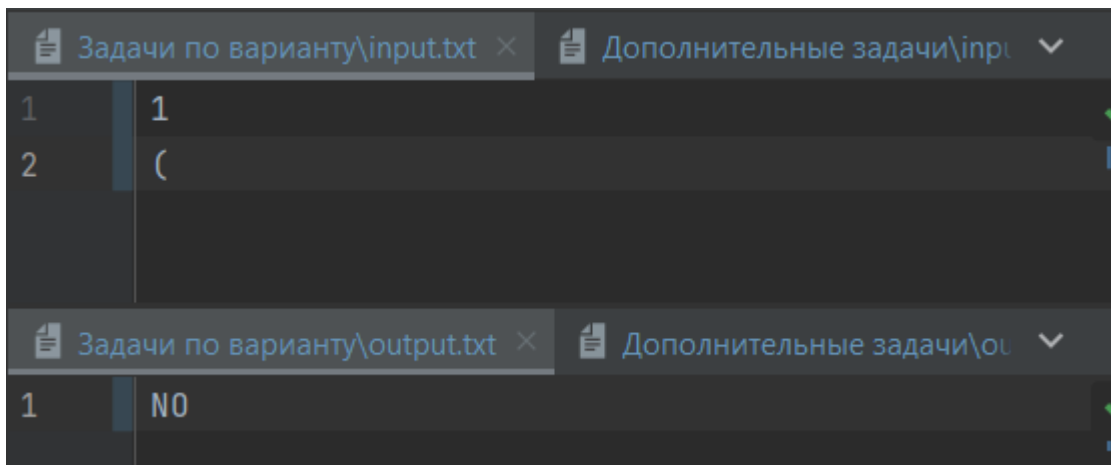 Задачи по варианту\input.txt Дополнительные задачи\inpu
1 1
2 (
Задачи по варианту\output.txt Дополнительные задачи\ou
1 NO